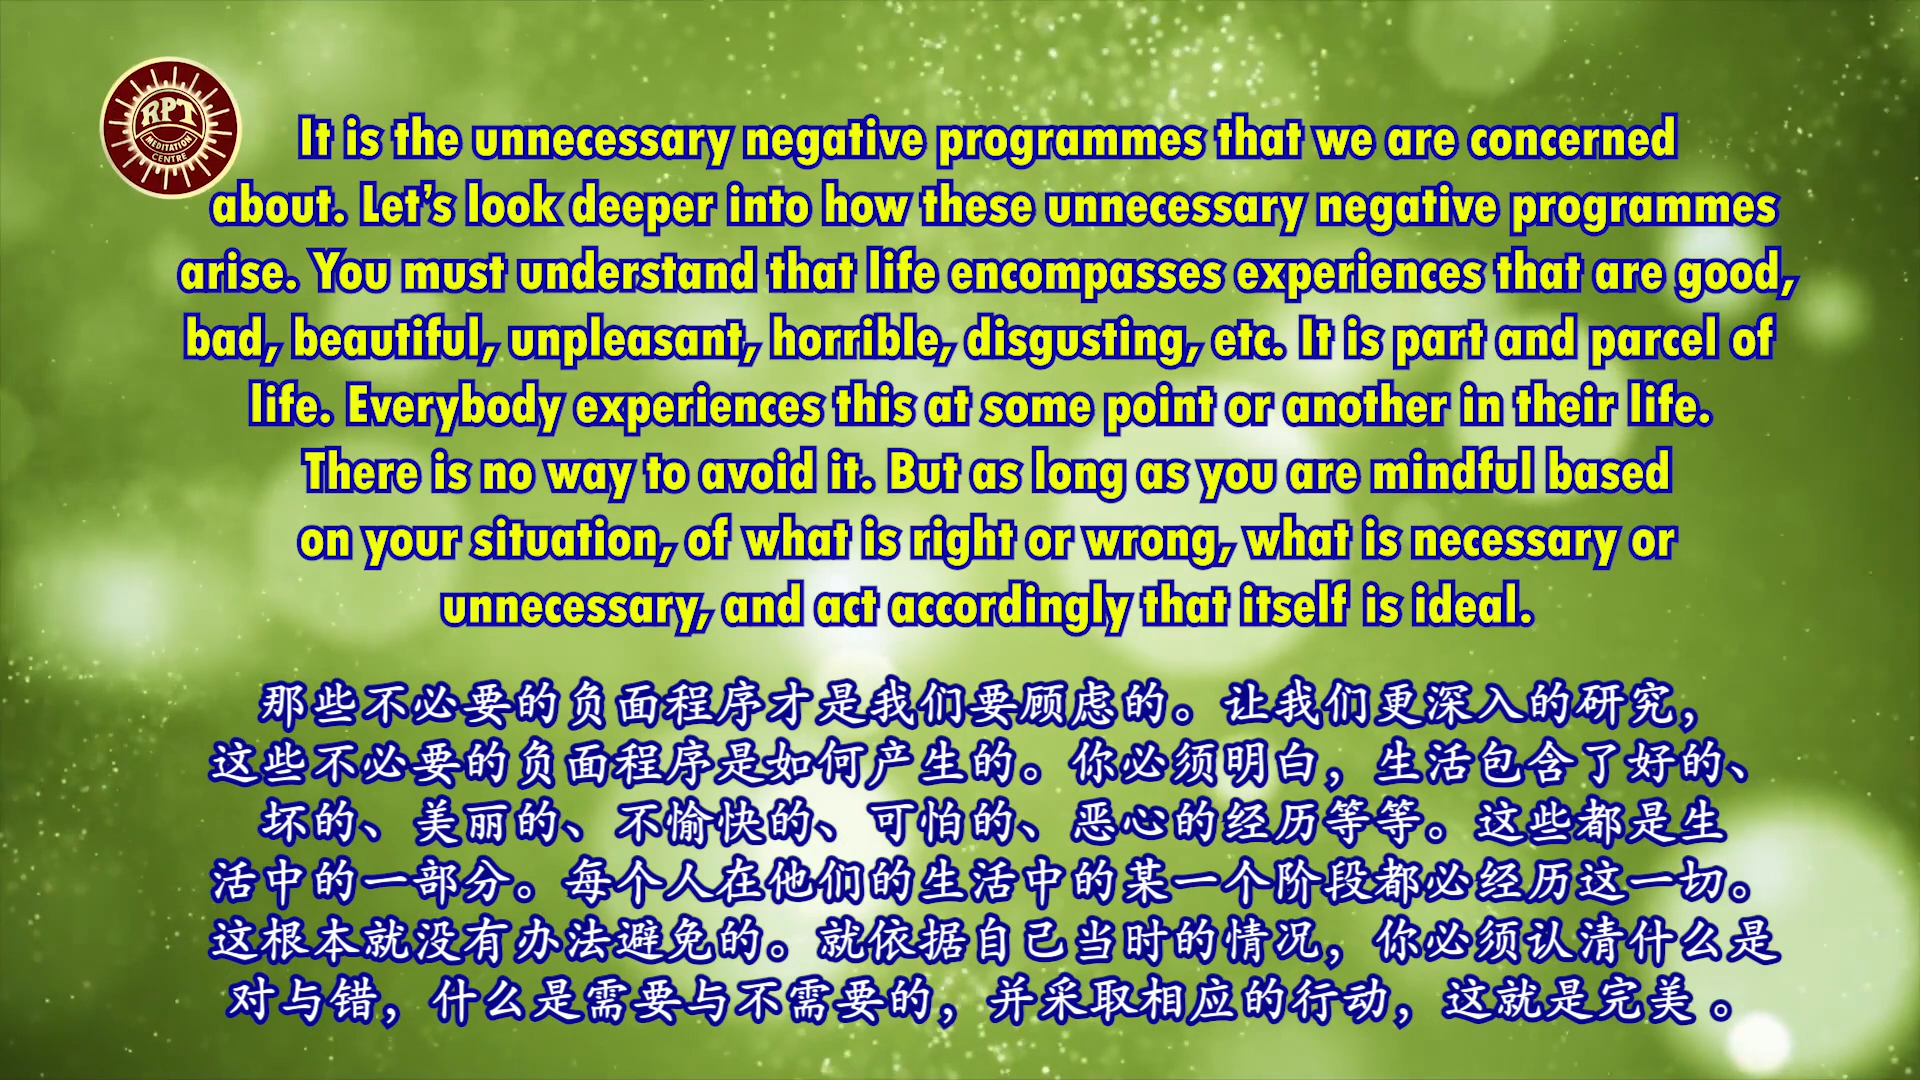 RPT
MEDITATION
CENTRE
It is the unnecessary negative programmes that we are concerned
about. Let’s look deeper into how these unnecessary negative programmes
arise. You must understand that life encompasses experiences that are good,
bad, beautiful, unpleasant, horrible, disgusting, etc. It is part and parcel of
life. Everybody experiences this at some point or another in their life.
There is no way to avoid it. But as long as you are mindful based
on your situation, of what is right or wrong, what is necessary or
unnecessary, and act accordingly that itself is ideal.
那些不必要的负面程序才是我们要顾虑的。让我们更深入的研究，
这些不必要的负面程序是如何产生的。你必须明白，生活包含了好的、
坏的、美丽的、不愉快的、可怕的、恶心的经历等等。这些都是生
活中的一部分。每个人在他们的生活中的某一个阶段都必经历这一切。
这根本就没有办法避免的。就依据自己当时的情况，你必须认清什么是
对与错，什么是需要与不需要的，并采取相应的行动，这就是完美 。